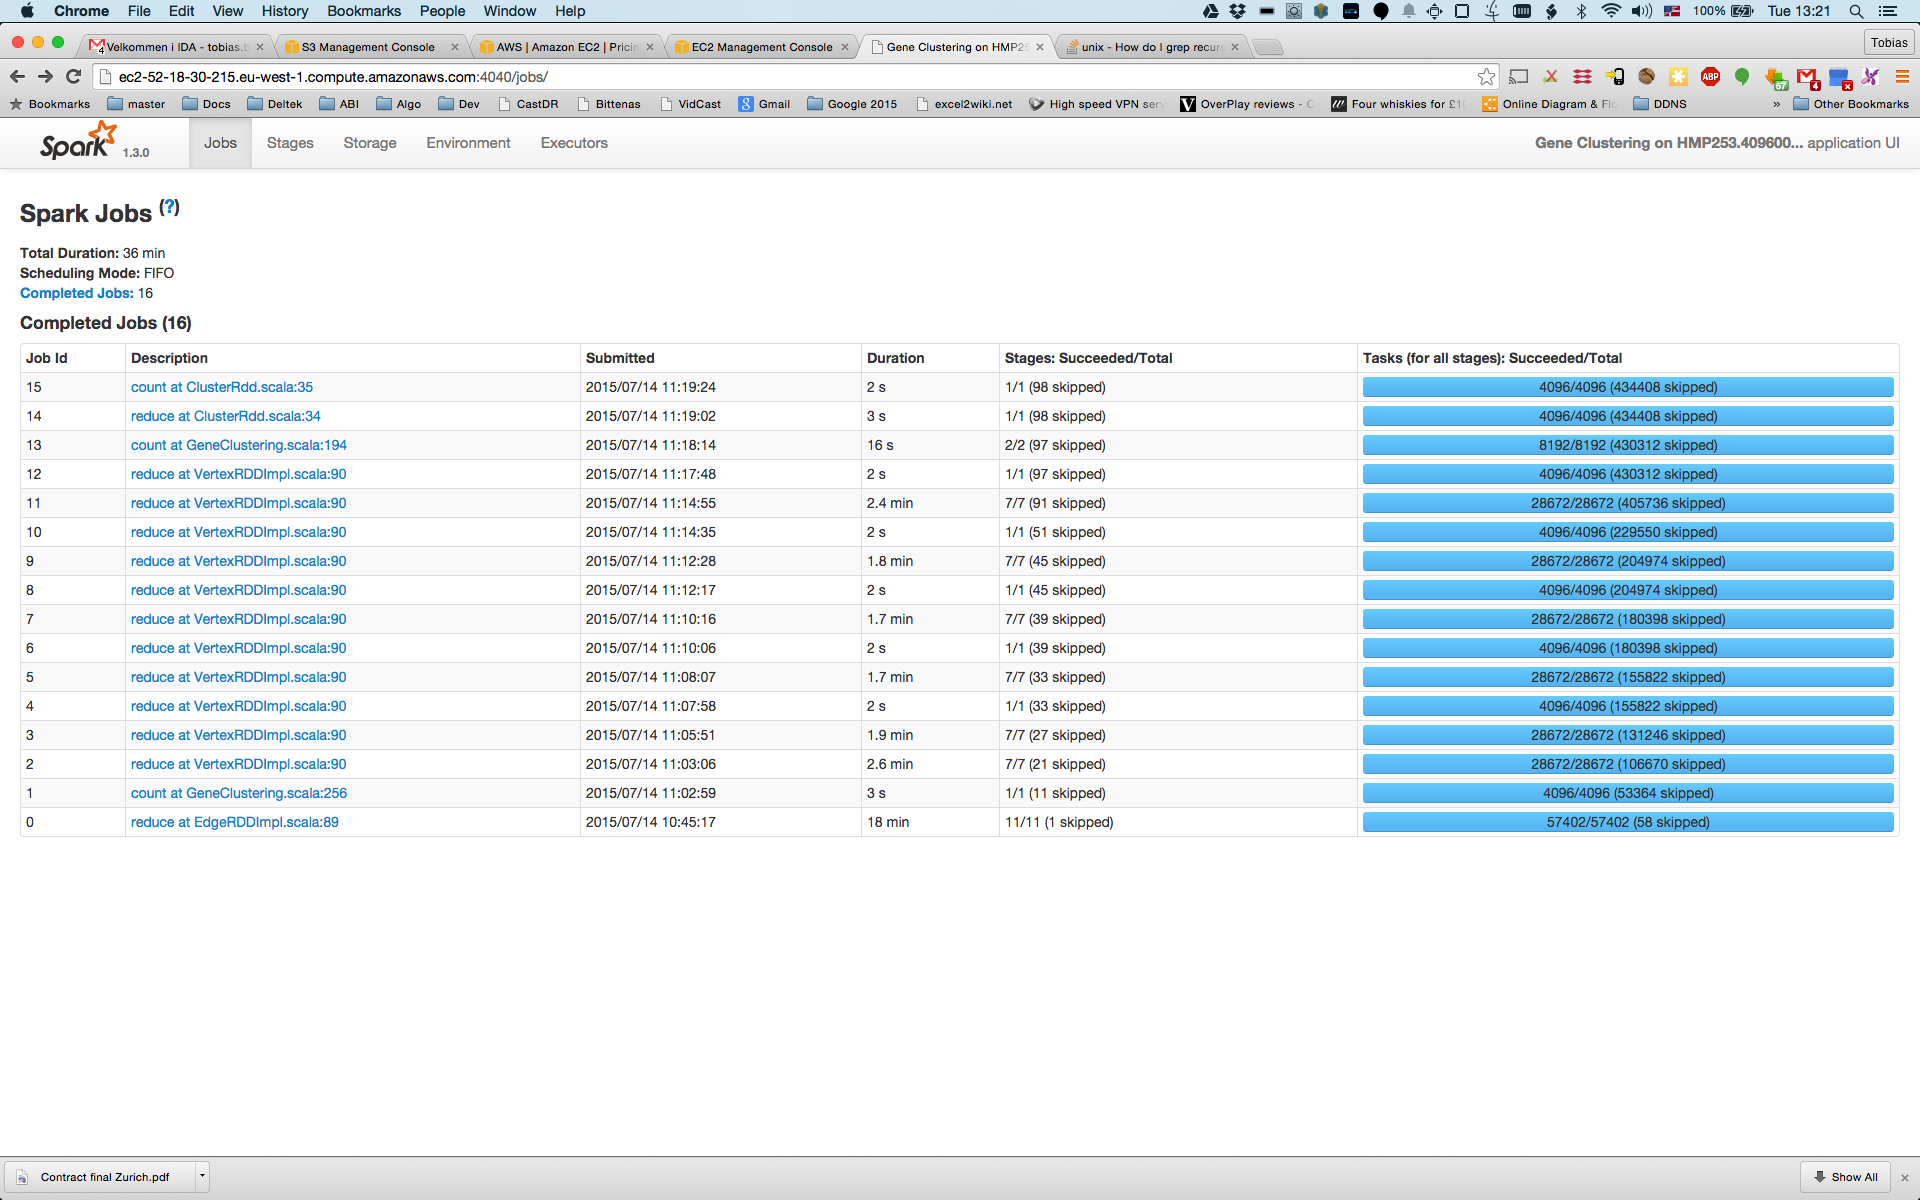 Chrome File Edit View History Bookmarks People Window Help 100% Tue 13:21
Velkommen i IDA - tobias.b S3 Management Console AWS | Amazon EC2 | Pricin EC2 Management Console Gene Clustering on HMP25 unix - How do I grep recurs Tobias
ec2-52-18-30-215.eu-west-1.compute.amazonaws.com:4040/jobs/
Bookmarks master Docs Deltek ABI Algo Dev CastDR Bittenas VidCast Gmail Google 2015 excel2wiki.net High speed VPN serv OverPlay reviews - C Four whiskies for £10 Online Diagram & Flo DDNS » Other Bookmarks
Spark 1.3.0 Jobs Stages Storage Environment Executors Gene Clustering on HMP253.409600... application UI
Spark Jobs (?)
Total Duration: 36 min
Scheduling Mode: FIFO
Completed Jobs: 16
Completed Jobs (16)
Job Id Description Submitted Duration Stages: Succeeded/Total Tasks (for all stages): Succeeded/Total
15 count at ClusterRdd.scala:35 2015/07/14 11:19:24 2 s 1/1 (98 skipped) 4096/4096 (434408 skipped)
14 reduce at ClusterRdd.scala:34 2015/07/14 11:19:02 3 s 1/1 (98 skipped) 4096/4096 (434408 skipped)
13 count at GeneClustering.scala:194 2015/07/14 11:18:14 16 s 2/2 (97 skipped) 8192/8192 (430312 skipped)
12 reduce at VertexRDDImpl.scala:90 2015/07/14 11:17:48 2 s 1/1 (97 skipped) 4096/4096 (430312 skipped)
11 reduce at VertexRDDImpl.scala:90 2015/07/14 11:14:55 2.4 min 7/7 (91 skipped) 28672/28672 (405736 skipped)
10 reduce at VertexRDDImpl.scala:90 2015/07/14 11:14:35 2 s 1/1 (51 skipped) 4096/4096 (229550 skipped)
9 reduce at VertexRDDImpl.scala:90 2015/07/14 11:12:28 1.8 min 7/7 (45 skipped) 28672/28672 (204974 skipped)
8 reduce at VertexRDDImpl.scala:90 2015/07/14 11:12:17 2 s 1/1 (45 skipped) 4096/4096 (204974 skipped)
7 reduce at VertexRDDImpl.scala:90 2015/07/14 11:10:16 1.7 min 7/7 (39 skipped) 28672/28672 (180398 skipped)
6 reduce at VertexRDDImpl.scala:90 2015/07/14 11:10:06 2 s 1/1 (39 skipped) 4096/4096 (180398 skipped)
5 reduce at VertexRDDImpl.scala:90 2015/07/14 11:08:07 1.7 min 7/7 (33 skipped) 28672/28672 (155822 skipped)
4 reduce at VertexRDDImpl.scala:90 2015/07/14 11:07:58 2 s 1/1 (33 skipped) 4096/4096 (155822 skipped)
3 reduce at VertexRDDImpl.scala:90 2015/07/14 11:05:51 1.9 min 7/7 (27 skipped) 28672/28672 (131246 skipped)
2 reduce at VertexRDDImpl.scala:90 2015/07/14 11:03:06 2.6 min 7/7 (21 skipped) 28672/28672 (106670 skipped)
1 count at GeneClustering.scala:256 2015/07/14 11:02:59 3 s 1/1 (11 skipped) 4096/4096 (53364 skipped)
0 reduce at EdgeRDDImpl.scala:89 2015/07/14 10:45:17 18 min 11/11 (1 skipped) 57402/57402 (58 skipped)
Contract final Zurich.pdf Show All